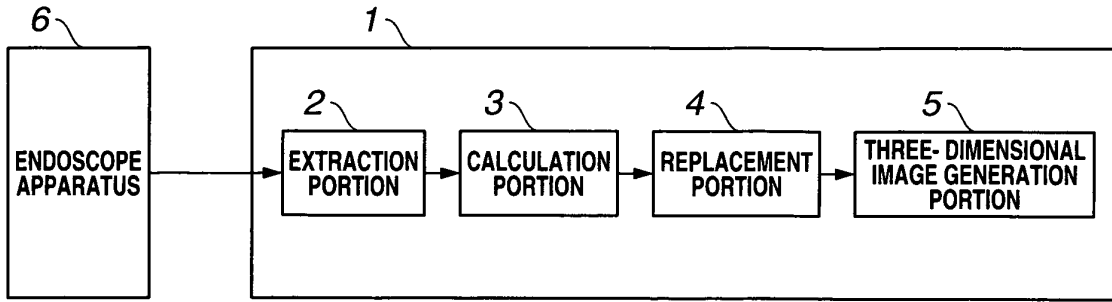 6
1
2
3
4
5
ENDOSCOPE
APPARATUS
EXTRACTION
PORTION
CALCULATION
PORTION
REPLACEMENT
PORTION
THREE- DIMENSIONAL
IMAGE GENERATION
PORTION